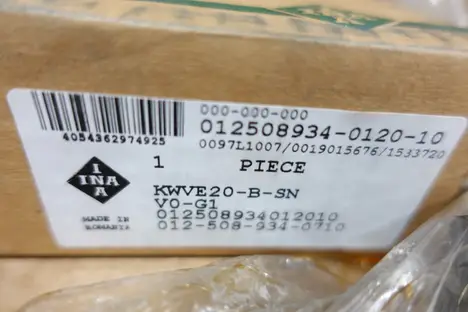 000-000-000
012508934-0120-10
0097L1007/0019015676/1533720
4054362974925
1 PIECE
INA
INA
KWVE20-B-SN
V0-G1
012508934012010
012-508-934-0710
MADE IN
ROMANIA